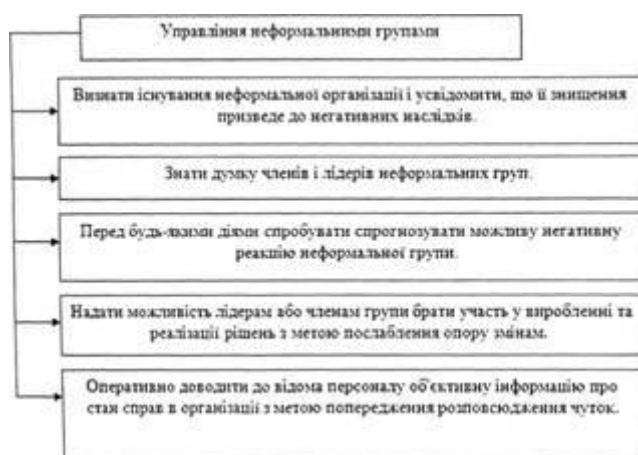 Управління неформальними групами
Визнати існування неформальної організації і усвідомити, що її знищення
призведе до негативних наслідків.
Знати думку членів і лідерів неформальних груп.
Перед будь-якими діями спробувати спрогнозувати можливу негативну
реакцію неформальної групи.
Надати можливість лідерам або членам групи брати участь у виробленні та
реалізації рішень з метою послаблення опору змінам.
Оперативно доводити до відома персоналу об'єктивну інформацію про
стан справ в організації з метою попередження розповсюдження чуток.